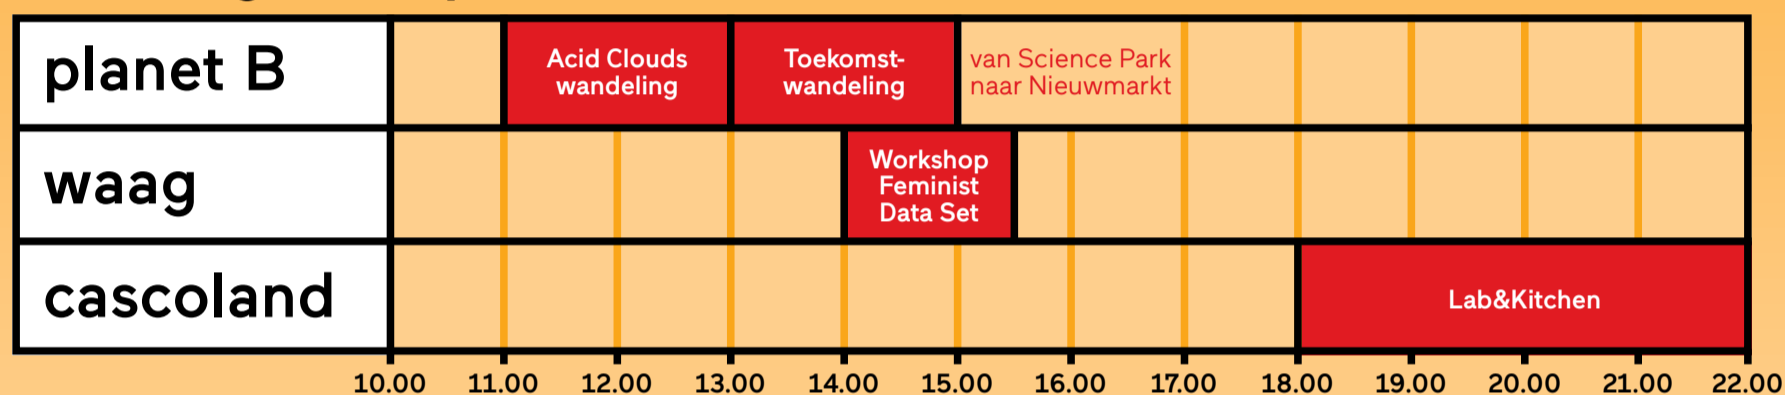 planet B
Acid Clouds
wandeling
Toekomst-
wandeling
van Science Park
naar Nieuwmarkt
waag
Workshop
Feminist
Data Set
cascoland
Lab&Kitchen
10.00 11.00 12.00 13.00 14.00 15.00 16.00 17.00 18.00 19.00 20.00 21.00 22.00